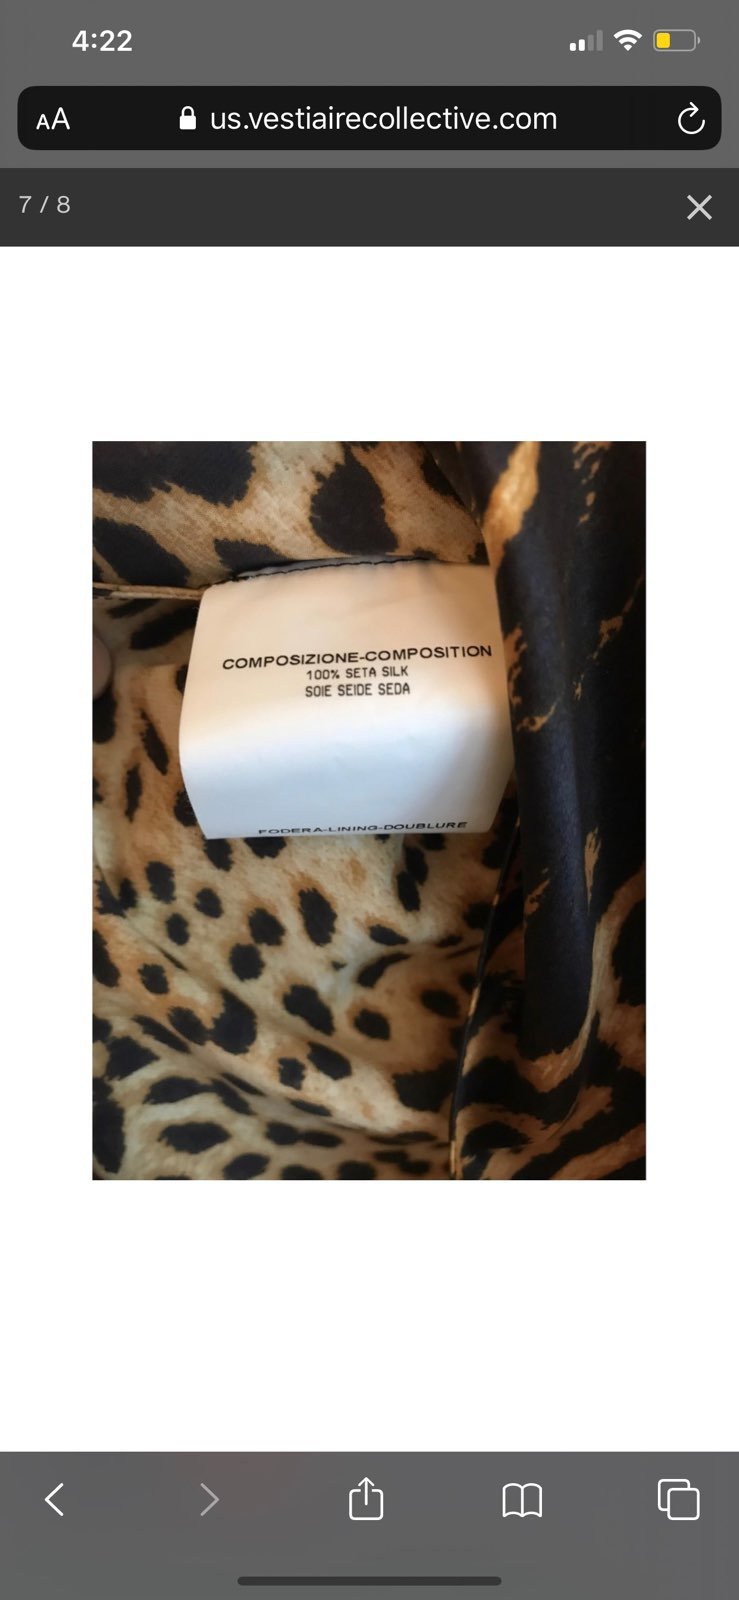 4:22
AA
us.vestiairecollective.com
7 / 8
COMPOSIZIONE-COMPOSITION
100% SETA SILK
SOIE SEIDE SEDA
FODERA-LINING-DOUBLURE